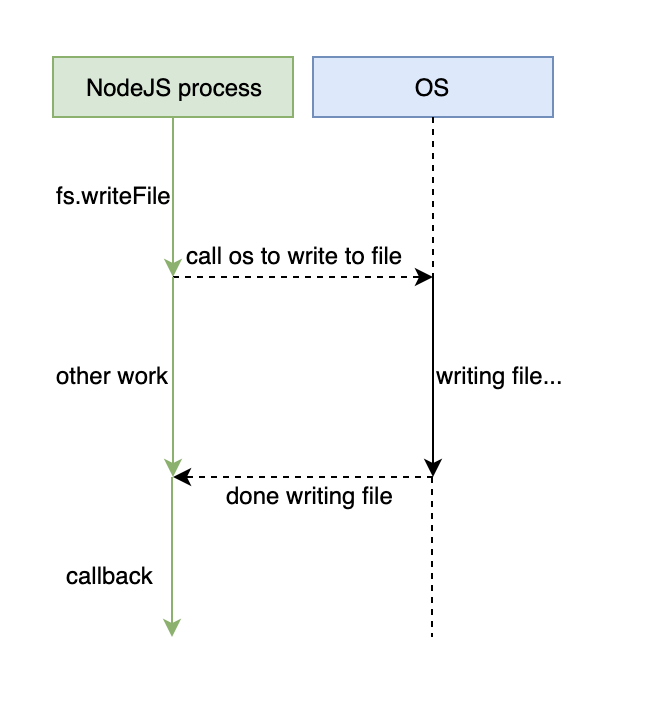 NodeJS process
OS
fs.writeFile
call os to write to file
other work
writing file...
done writing file
callback